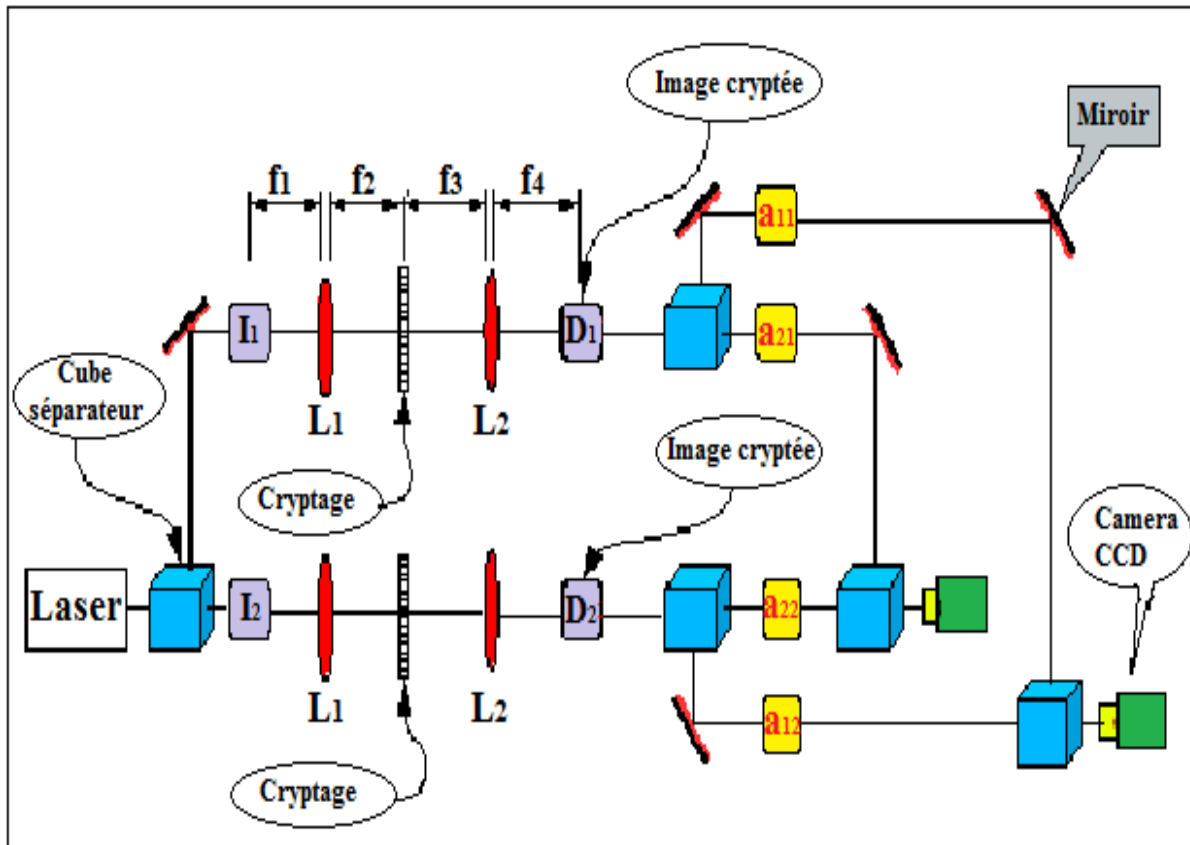 Image cryptée
Miroir
f1 f2 f3 f4
a11
I1
D1
a21
Cube
séparateur
L1
L2
Image cryptée
Cryptage
Camera
CCD
Laser
I2
D2
a22
L1
L2
a12
Cryptage